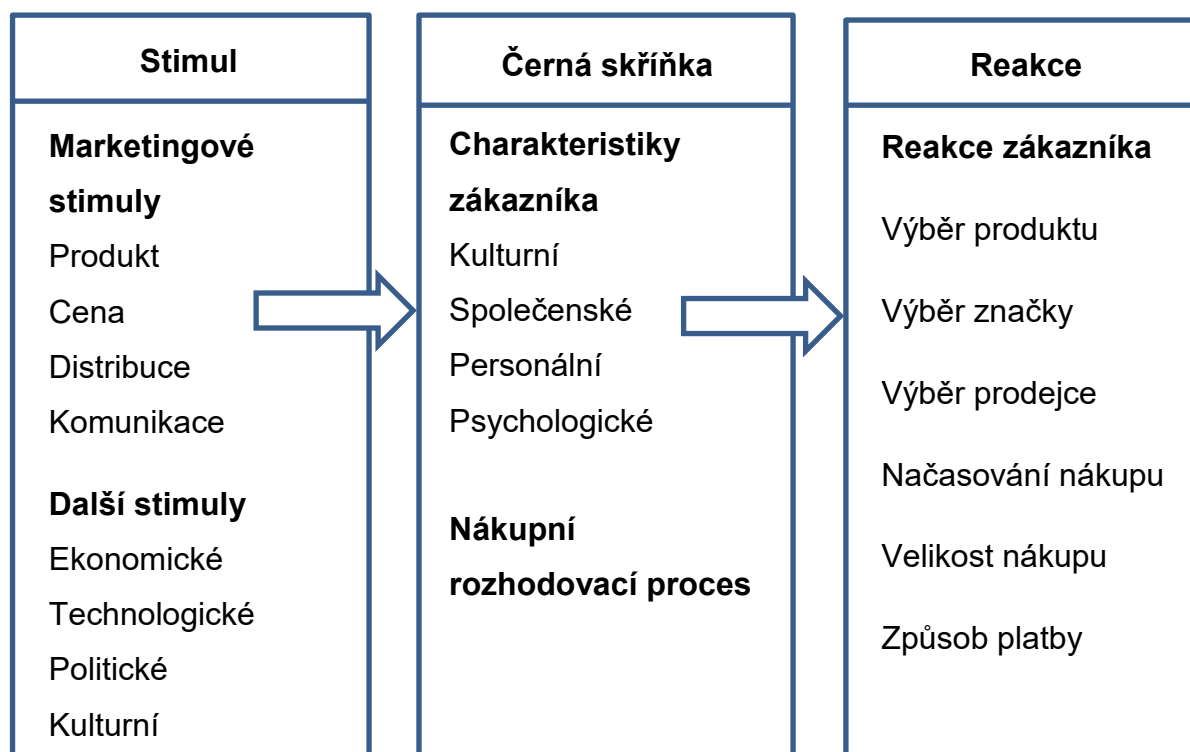 Stimul
Marketingové
stimuly
Produkt
Cena
Distribuce
Komunikace
Další stimuly
Ekonomické
Technologické
Politické
Kulturní
Černá skříňka
Charakteristiky
zákazníka
Kulturní
Společenské
Personální
Psychologické
Nákupní
rozhodovací proces
Reakce
Reakce zákazníka
Výběr produktu
Výběr značky
Výběr prodejce
Načasování nákupu
Velikost nákupu
Způsob platby